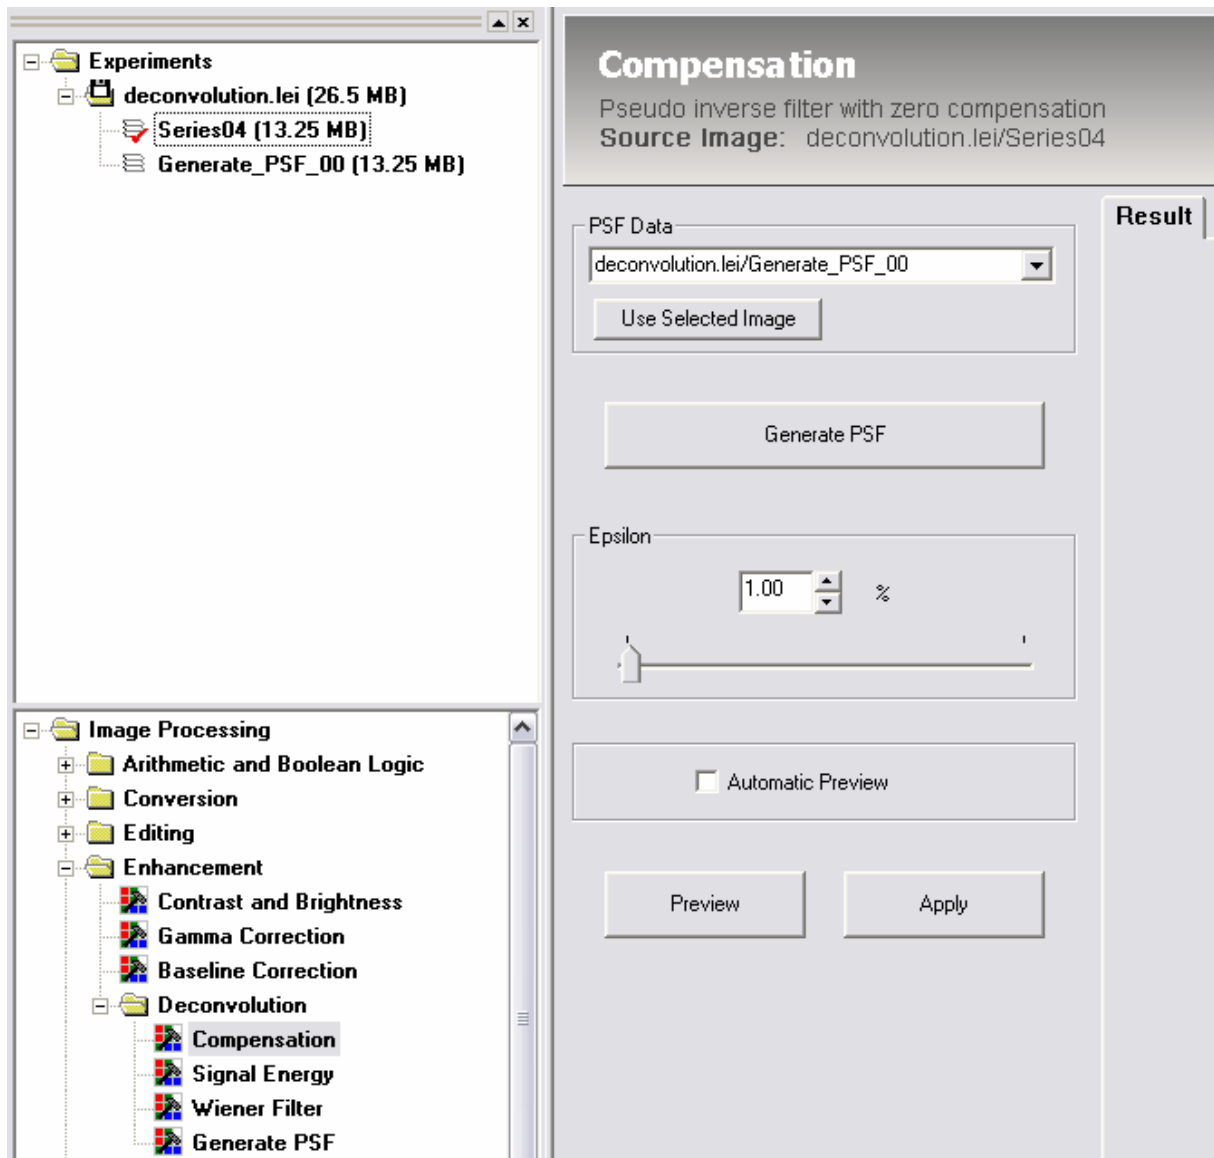 Experiments
deconvolution.lei (26.5 MB)
Series04 (13.25 MB)
Generate_PSF_00 (13.25 MB)
Image Processing
Arithmetic and Boolean Logic
Conversion
Editing
Enhancement
Contrast and Brightness
Gamma Correction
Baseline Correction
Deconvolution
Compensation
Signal Energy
Wiener Filter
Generate PSF
Compensation
Pseudo inverse filter with zero compensation
Source Image: deconvolution.lei/Series04
PSF Data
deconvolution.lei/Generate_PSF_00
Use Selected Image
Generate PSF
Epsilon
1.00 %
Automatic Preview
Preview Apply
Result